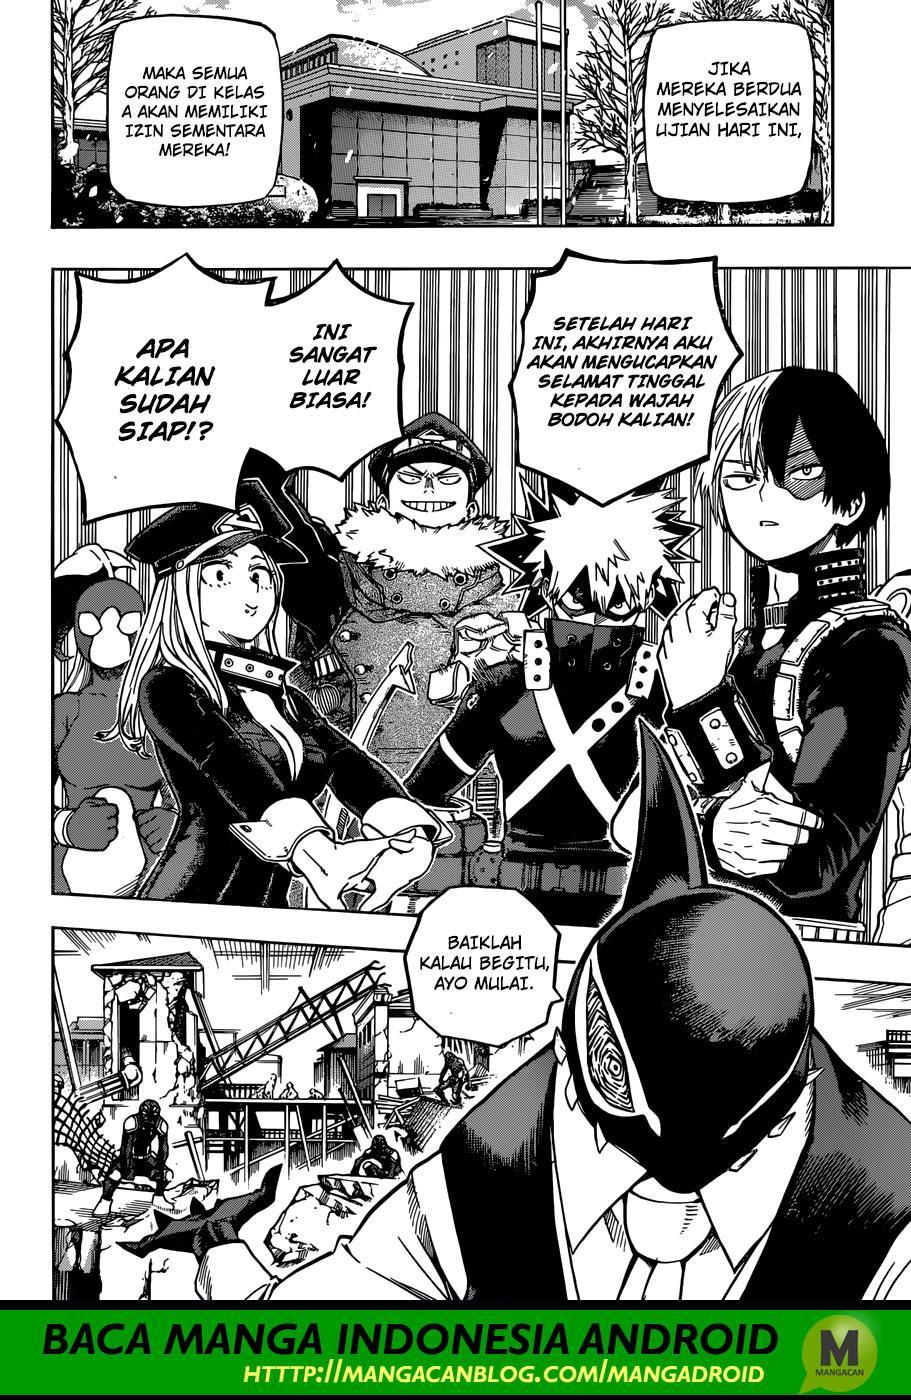 JIKA
MEREKA BERDUA
MENYELESAIKAN
UJIAN HARI INI,
MAKA SEMUA
ORANG DI KELAS
A AKAN MEMILIKI
IZIN SEMENTARA
MEREKA!
SETELAH HARI
INI, AKHIRNYA AKU
AKAN MENGUCAPKAN
SELAMAT TINGGAL
KEPADA WAJAH
BODOH KALIAN!
INI
SANGAT
LUAR
BIASA!
APA
KALIAN
SUDAH
SIAP!?
BAIKLAH
KALAU BEGITU,
AYO MULAI.
BACA MANGA INDONESIA ANDROID
HTTTP://MANGACANBLOG.COM/MANGADROID
M
MANGACAN